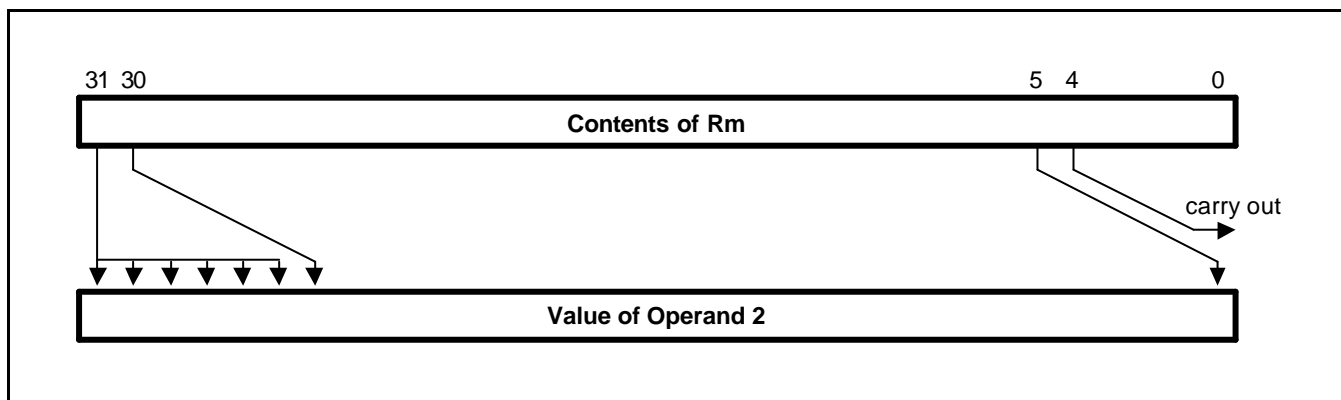 31 30 5 4 0
Contents of Rm
carry out
Value of Operand 2